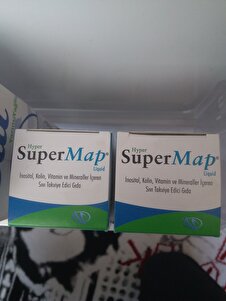 Hyper
SuperMap®
Liquid
İnositol, Kolin, Vitamin ve Mineraller İçeren
Sıvı Takviye Edici Gıda
Hyper
SuperMap®
Liquid
İnositol, Kolin, Vitamin ve Mineraller İçeren
Sıvı Takviye Edici Gıda